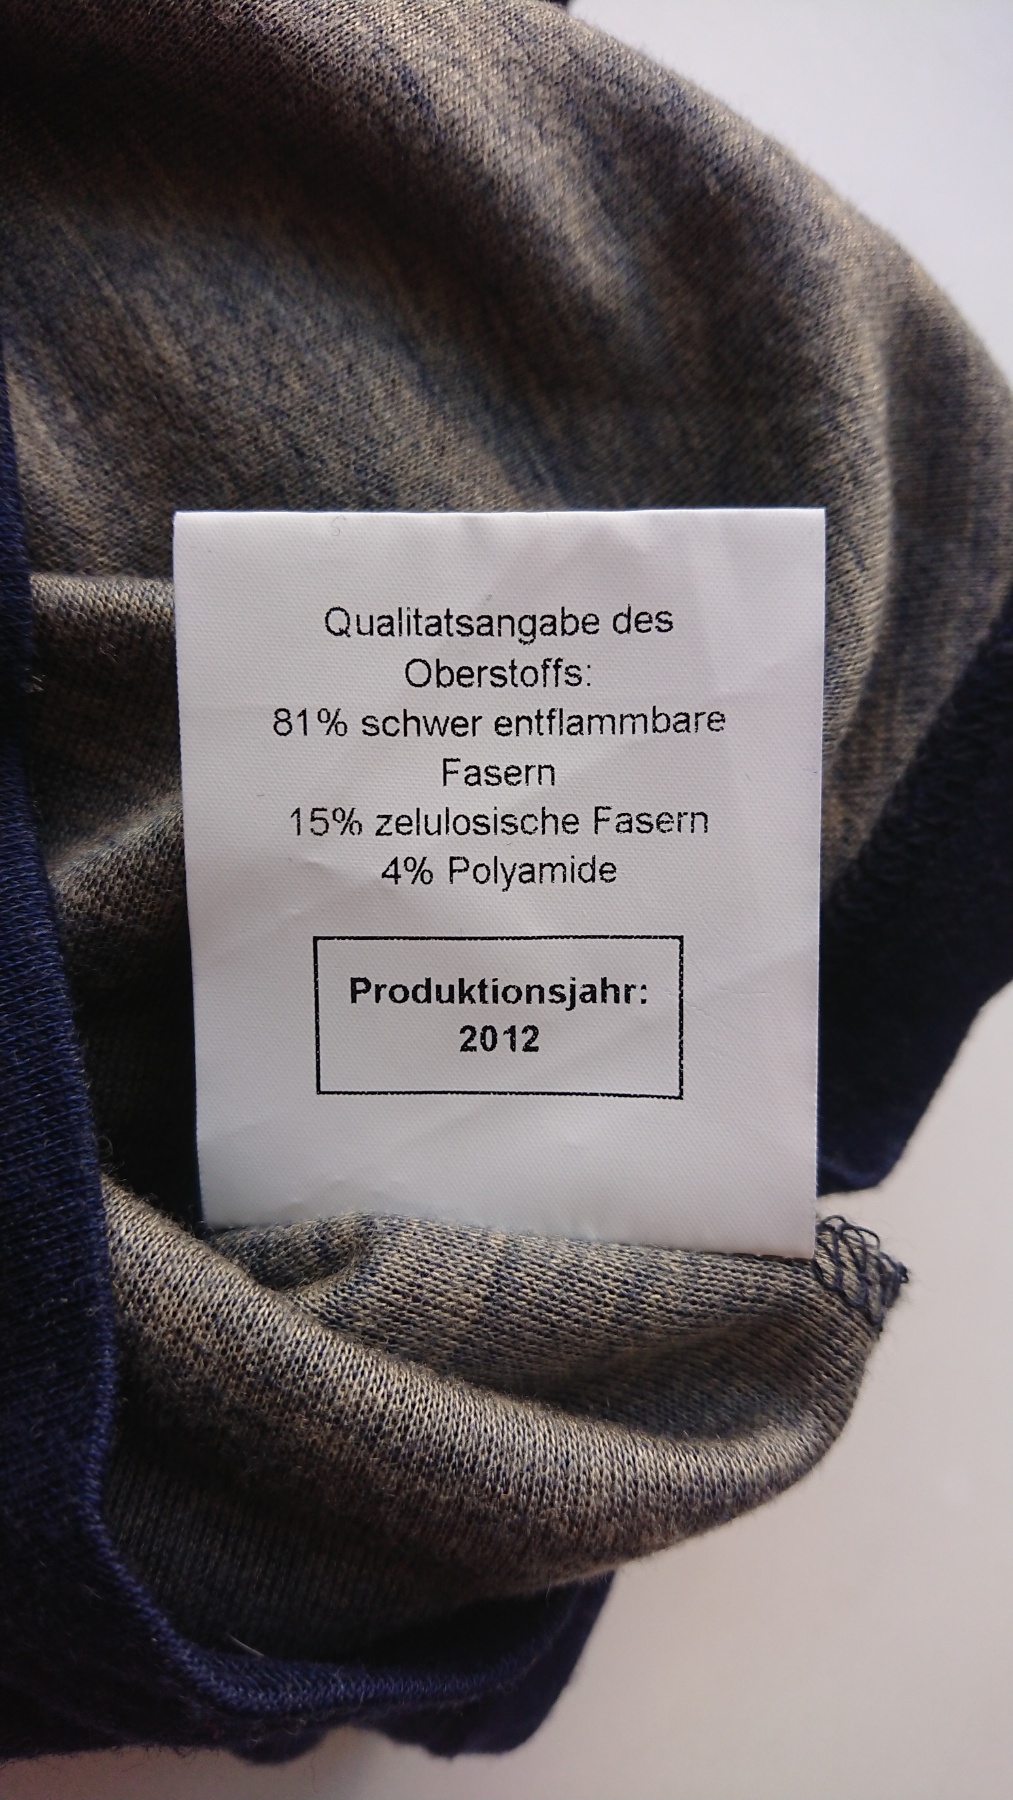 Qualitatsangabe des
Oberstoffs:
81% schwer entflammbare
Fasern
15% zelulosische Fasern
4% Polyamide
Produktionsjahr:
2012